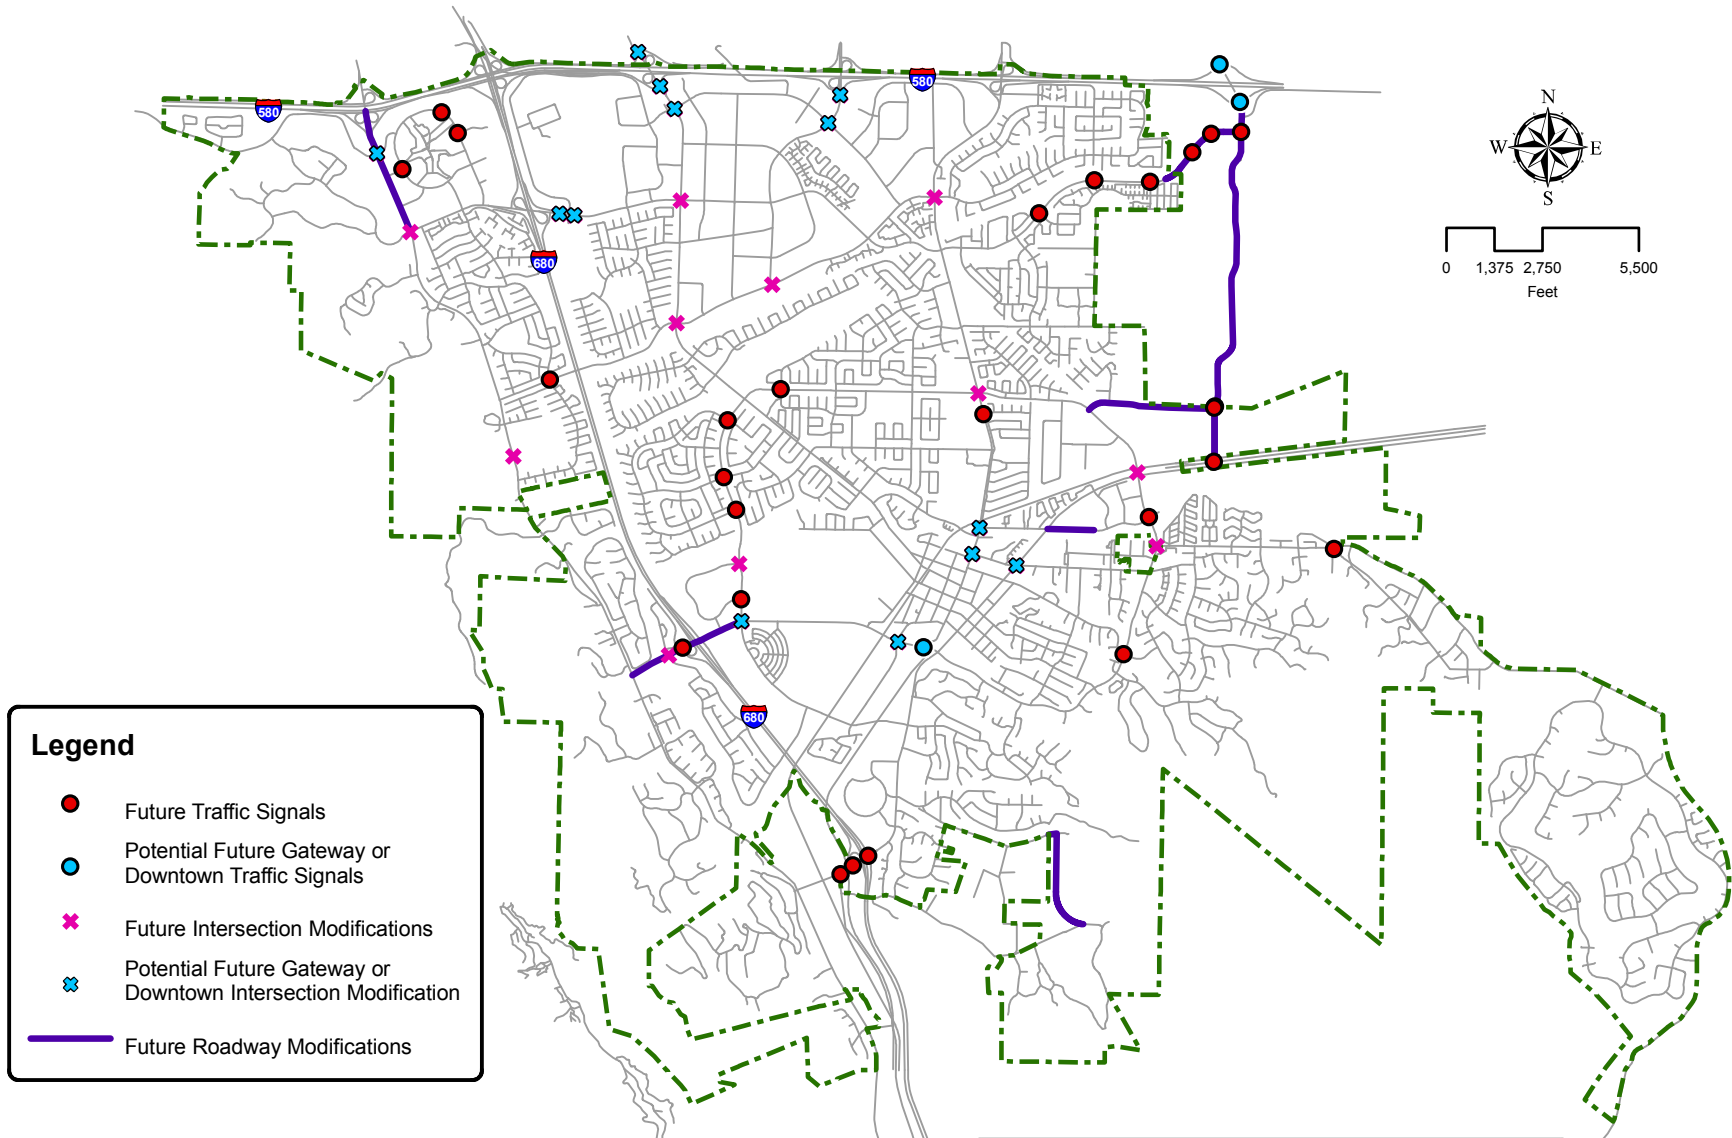 580
580
N
W
E
S
0 1,375 2,750 5,500
Feet
680
680
Legend
Future Traffic Signals
Potential Future Gateway or
Downtown Traffic Signals
Future Intersection Modifications
Potential Future Gateway or
Downtown Intersection Modification
Future Roadway Modifications